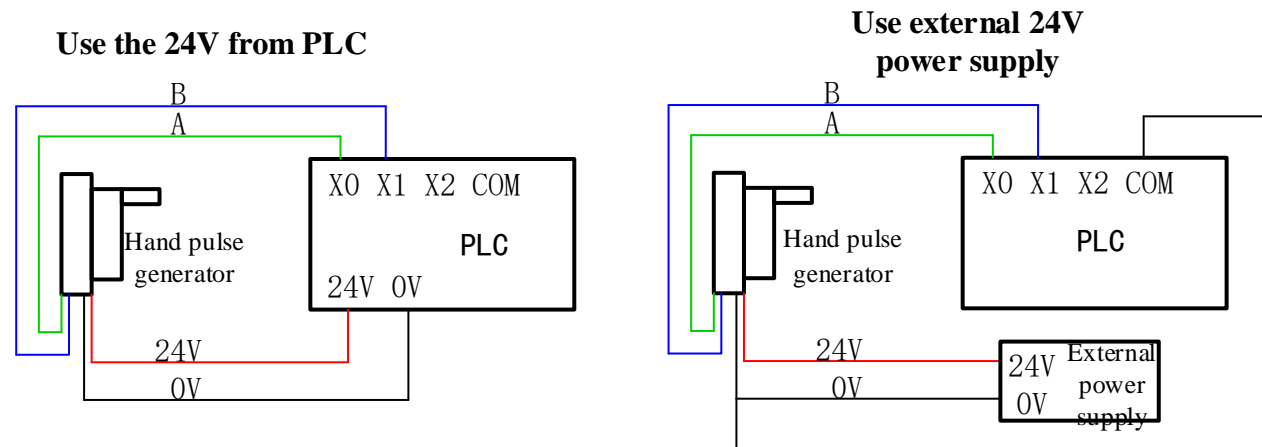 Use the 24V from PLC
B
A
X0 X1 X2 COM
PLC
Hand pulse
generator
24V 0V
24V
0V
Use external 24V
power supply
B
A
X0 X1 X2 COM
PLC
Hand pulse
generator
24V
0V
24V External
power
0V
supply